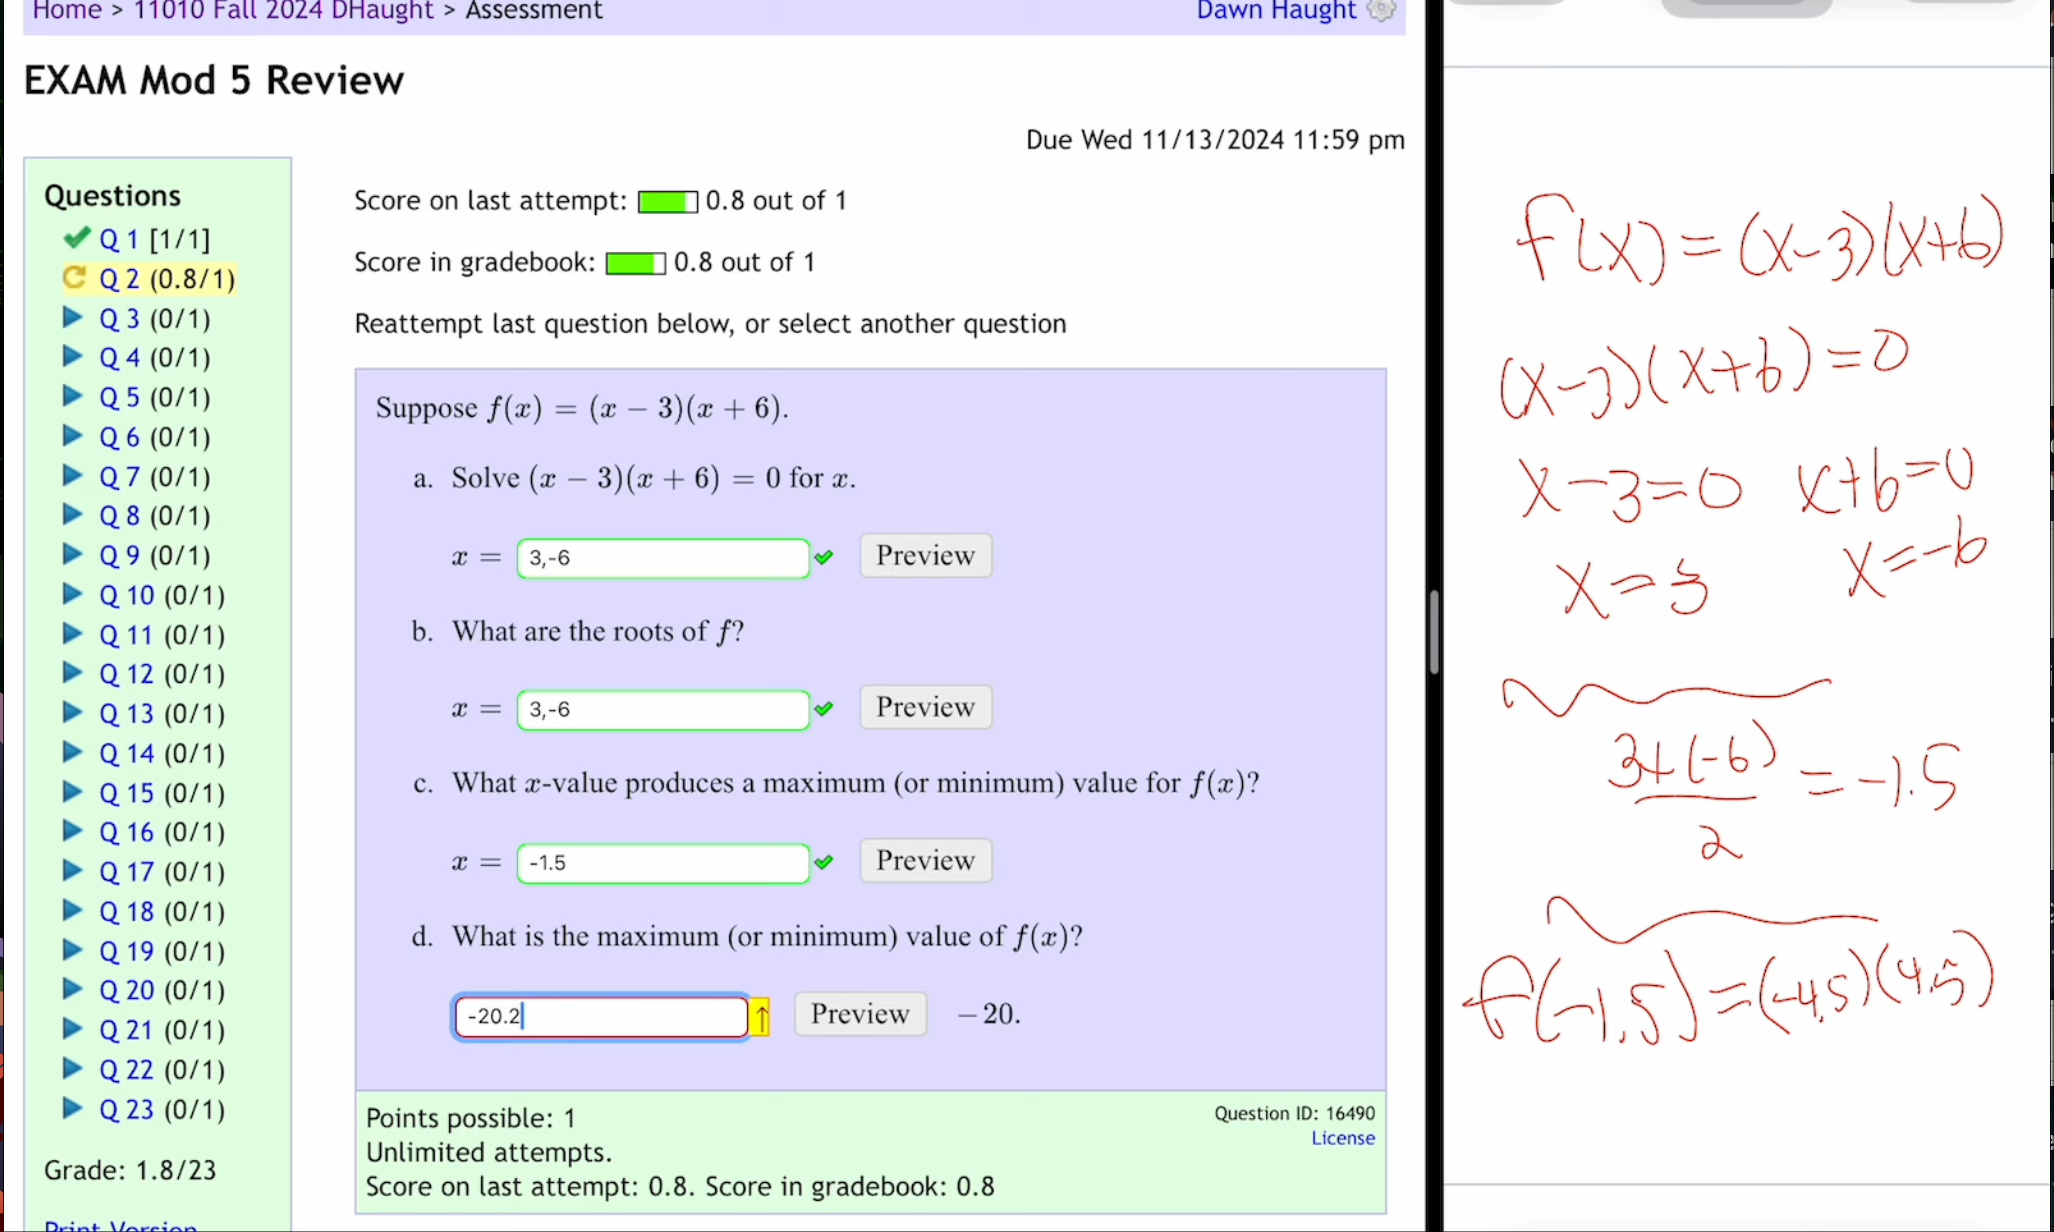 Home > 11010 Fall 2024 DHaught > Assessment
Dawn Haught
EXAM Mod 5 Review
Due Wed 11/13/2024 11:59 pm
Questions
Q 1 [1/1]
Q 2 (0.8/1)
Q 3 (0/1)
Q 4 (0/1)
Q 5 (0/1)
Q 6 (0/1)
Q 7 (0/1)
Q 8 (0/1)
Q 9 (0/1)
Q 10 (0/1)
Q 11 (0/1)
Q 12 (0/1)
Q 13 (0/1)
Q 14 (0/1)
Q 15 (0/1)
Q 16 (0/1)
Q 17 (0/1)
Q 18 (0/1)
Q 19 (0/1)
Q 20 (0/1)
Q 21 (0/1)
Q 22 (0/1)
Q 23 (0/1)
Grade: 1.8/23
Print Version
Score on last attempt: 0.8 out of 1
Score in gradebook: 0.8 out of 1
Reattempt last question below, or select another question
Suppose f(x) = (x − 3)(x + 6).
a. Solve (x − 3)(x + 6) = 0 for x.
x = 3,-6 Preview
b. What are the roots of f?
x = 3,-6 Preview
c. What x-value produces a maximum (or minimum) value for f(x)?
x = -1.5 Preview
d. What is the maximum (or minimum) value of f(x)?
-20.2 ↑ Preview − 20.
Points possible: 1
Unlimited attempts.
Score on last attempt: 0.8. Score in gradebook: 0.8
Question ID: 16490
License
f(x) = (x-3)(x+6)
(x-3)(x+6) = 0
x-3=0 x+6=0
x=3 x=-6
3+(-6)
= -1.5
2
f(-1.5) = (-4.5)(4.5)